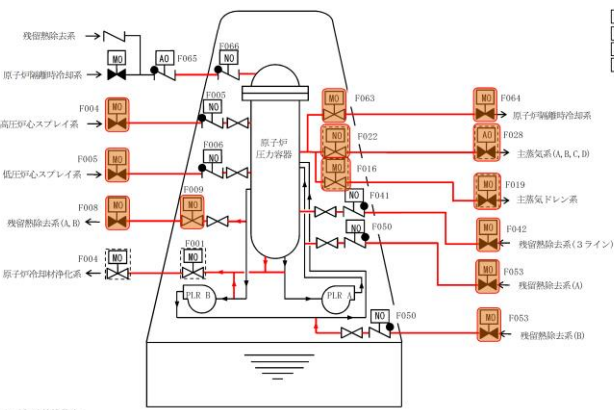 残留熱除去系
MO
AO
F065
NO
F066
原子炉隔離時冷却系
F004
MO
高圧炉心スプレイ系
F005
NO
F005
MO
低圧炉心スプレイ系
F006
NO
F008
MO
残留熱除去系(A,B)
F009
MO
F004
MO
原子炉冷却材浄化系
F001
MO
原子炉
圧力容器
PLR B
PLR A
MO
F063
MO
F064
原子炉隔離時冷却系
NO
F022
AO
F028
主蒸気系(A,B,C,D)
MO
F016
MO
F019
主蒸気ドレン系
NO
F041
MO
F042
残留熱除去系(3ライン)
NO
F050
MO
F053
残留熱除去系(A)
NO
F050
MO
F053
残留熱除去系(B)